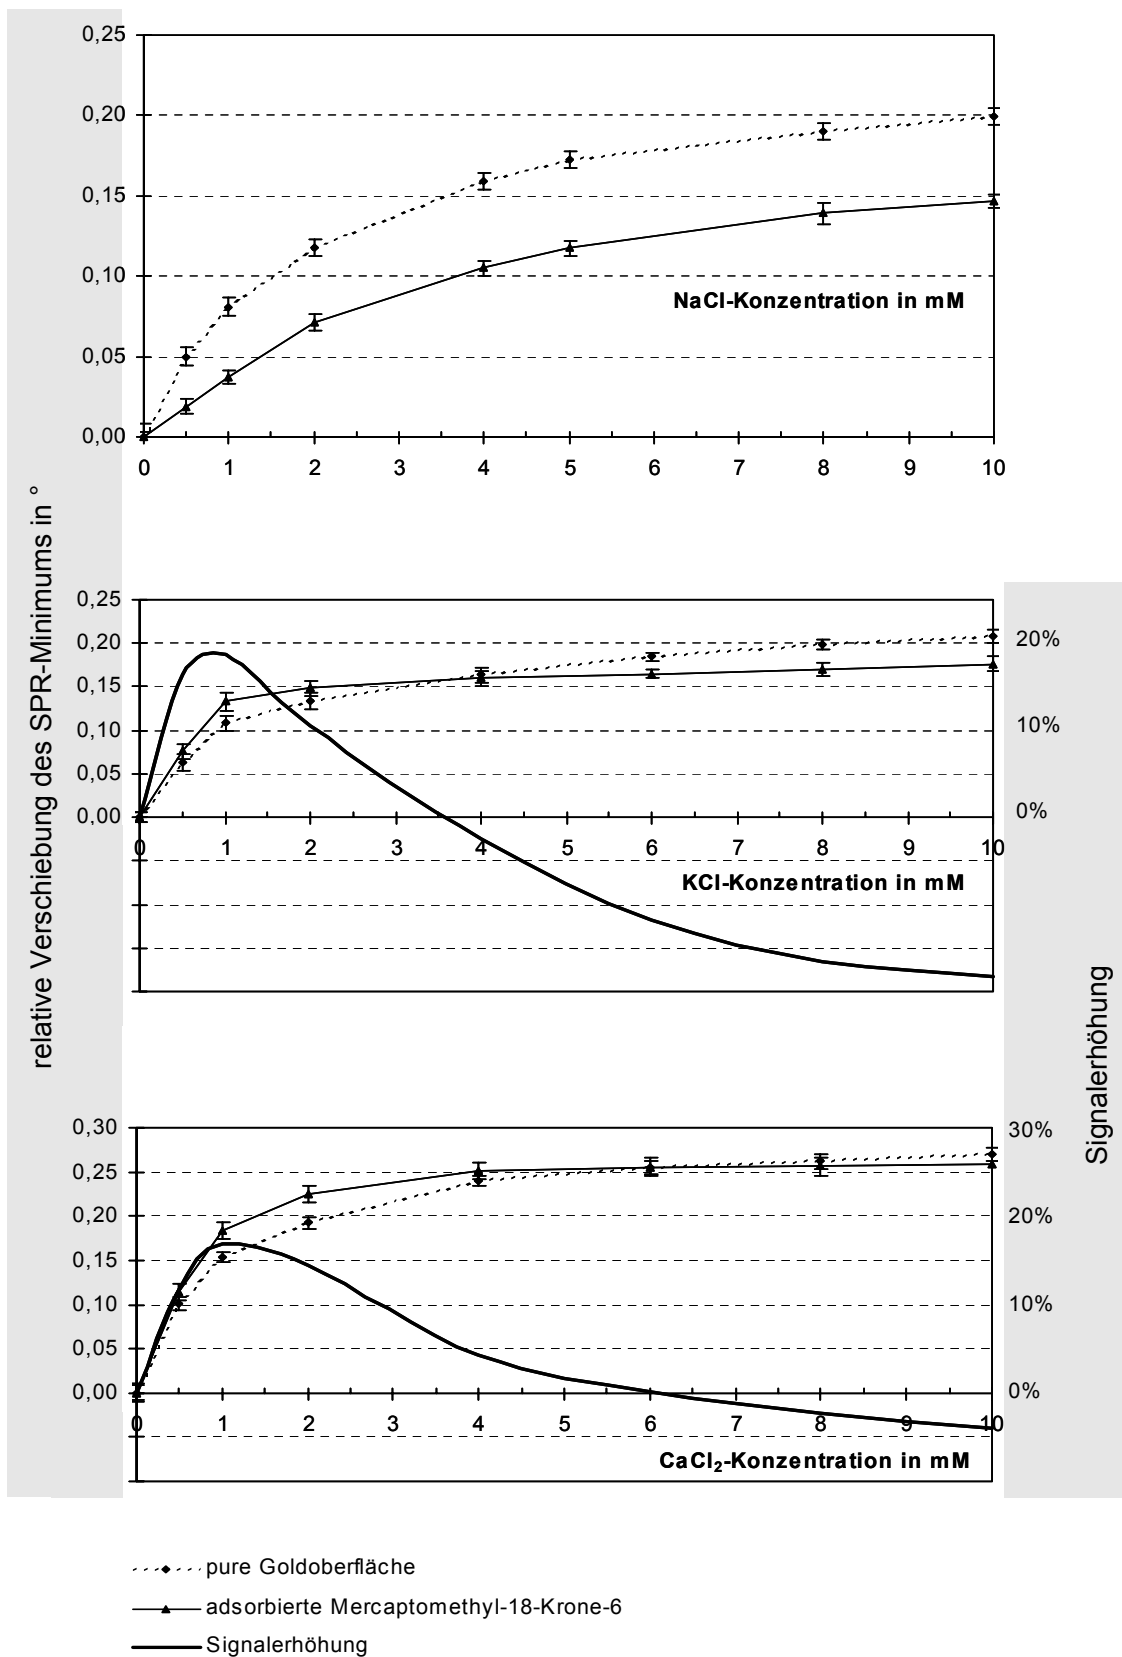 relative Verschiebung des SPR-Minimums in °
0,25
0,20
0,15
0,10
0,05
0,00
0 1 2 3 4 5 6 7 8 9 10
NaCl-Konzentration in mM
0,25
0,20
0,15
0,10
0,05
0,00
20%
10%
0%
0 1 2 3 4 5 6 7 8 9 10
KCl-Konzentration in mM
Signalerhöhung
0,30
0,25
0,20
0,15
0,10
0,05
0,00
30%
20%
10%
0%
0 1 2 3 4 5 6 7 8 9 10
CaCl₂-Konzentration in mM
pure Goldoberfläche
adsorbierte Mercaptomethyl-18-Krone-6
Signalerhöhung